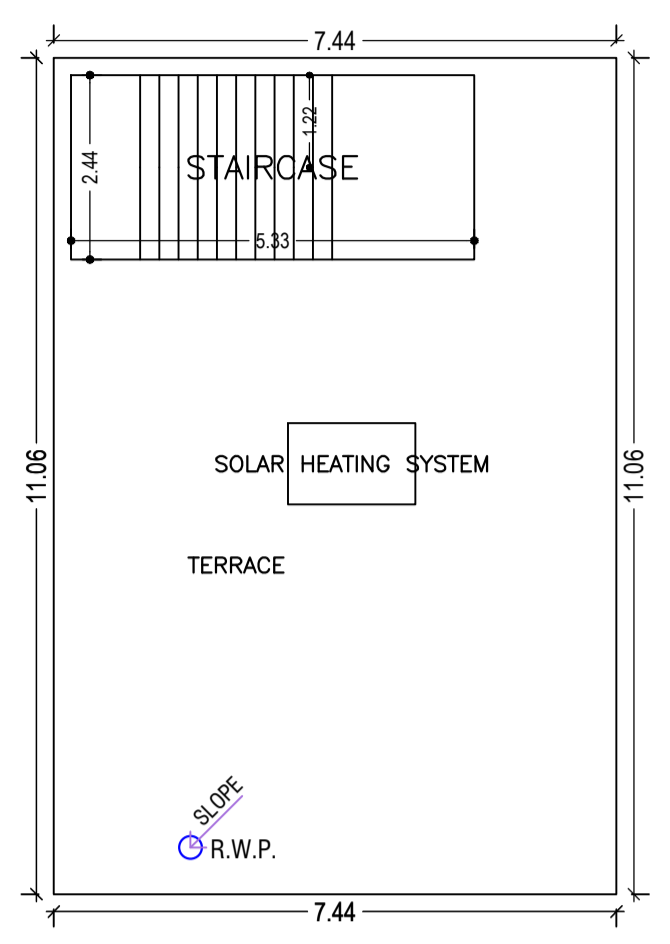 7.44
1.22
2.44
STAIRCASE
5.33
11.06
11.06
SOLAR HEATING SYSTEM
TERRACE
SLOPE
R.W.P.
7.44